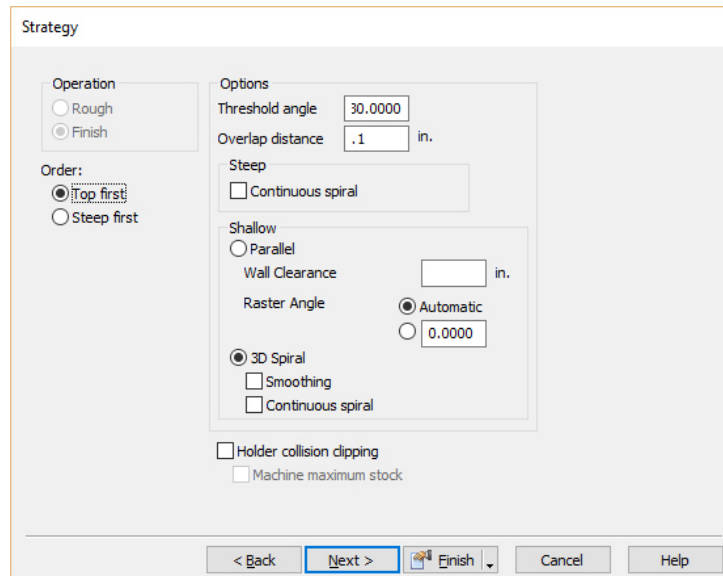 Strategy
Operation
Rough
Finish
Order:
Top first
Steep first
Options
Threshold angle 30.0000
Overlap distance .1 in.
Steep
Continuous spiral
Shallow
Parallel
Wall Clearance in.
Raster Angle Automatic
0.0000
3D Spiral
Smoothing
Continuous spiral
Holder collision clipping
Machine maximum stock
< Back Next > Finish Cancel Help